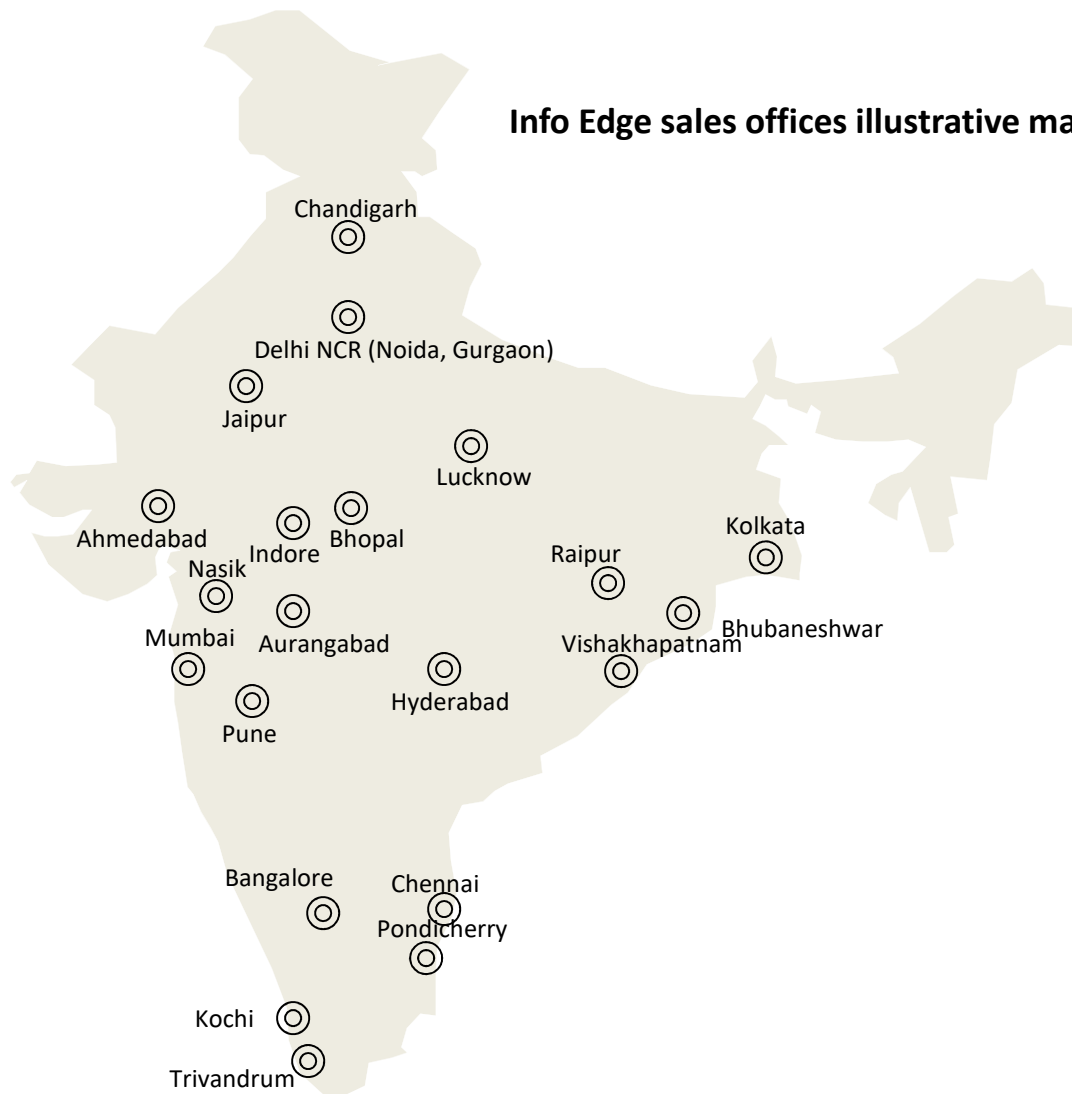 Info Edge sales offices illustrative ma
Chandigarh
Delhi NCR (Noida, Gurgaon)
Jaipur
Lucknow
Ahmedabad
Indore
Bhopal
Kolkata
Raipur
Nasik
Mumbai
Aurangabad
Bhubaneshwar
Vishakhapatnam
Hyderabad
Pune
Bangalore
Chennai
Pondicherry
Kochi
Trivandrum